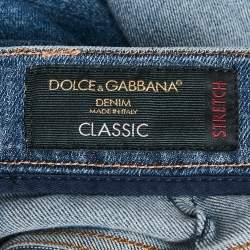 DOLCE & GABBANA®
DENIM
MADE IN ITALY
CLASSIC
STRETCH